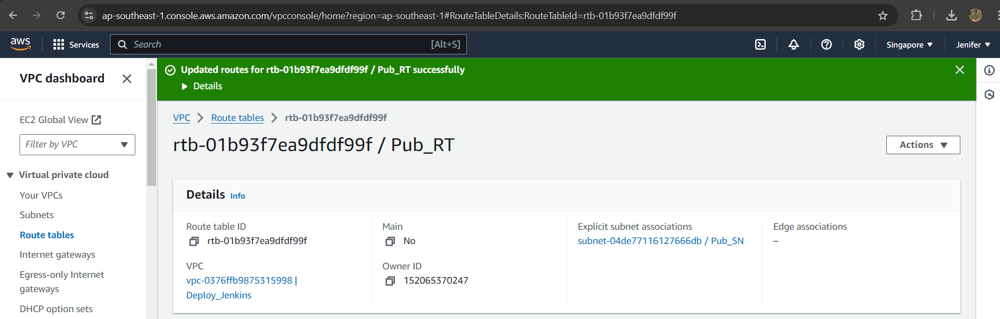 ap-southeast-1.console.aws.amazon.com/vpcconsole/home?region=ap-southeast-1#RouteTableDetails:RouteTableId=rtb-01b93f7ea9dfdf99f
aws
Services
Search
[Alt+S]
Singapore
Jenifer
VPC dashboard
EC2 Global View
Filter by VPC
Virtual private cloud
Your VPCs
Subnets
Route tables
Internet gateways
Egress-only Internet
gateways
DHCP option sets
Updated routes for rtb-01b93f7ea9dfdf99f / Pub_RT successfully
Details
VPC
Route tables
rtb-01b93f7ea9dfdf99f
rtb-01b93f7ea9dfdf99f / Pub_RT
Actions
Details Info
Route table ID
rtb-01b93f7ea9dfdf99f
VPC
vpc-0376ffb9875315998 |
Deploy_Jenkins
Main
No
Owner ID
152065370247
Explicit subnet associations
subnet-04de77116127666db / Pub_SN
Edge associations
–